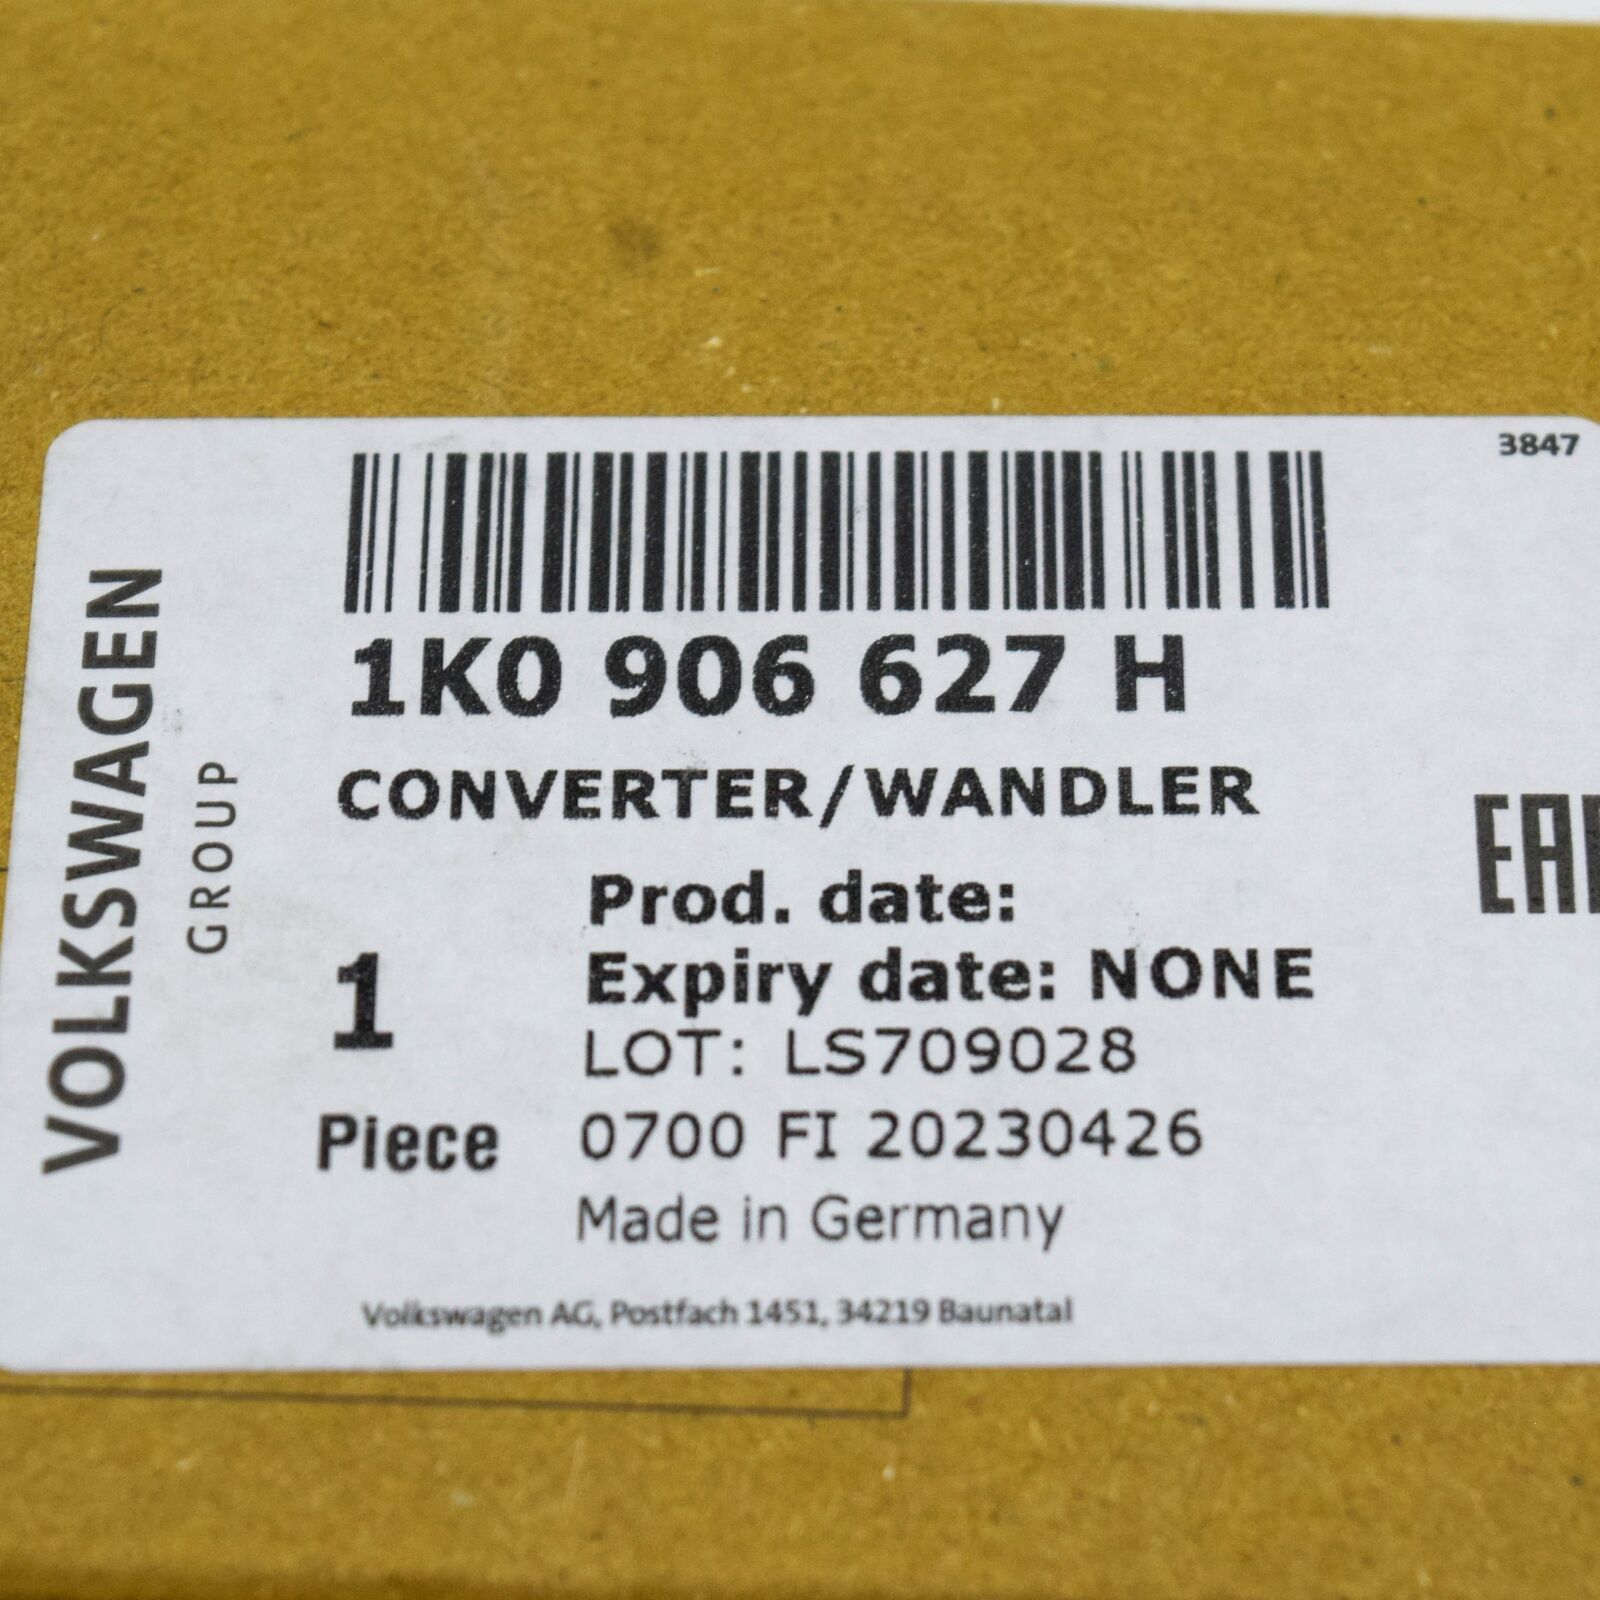 3847
VOLKSWAGEN
GROUP
1K0 906 627 H
CONVERTER/WANDLER
EAC
Prod. date:
Expiry date: NONE
1
LOT: LS709028
Piece
0700 FI 20230426
Made in Germany
Volkswagen AG, Postfach 1451, 34219 Baunatal